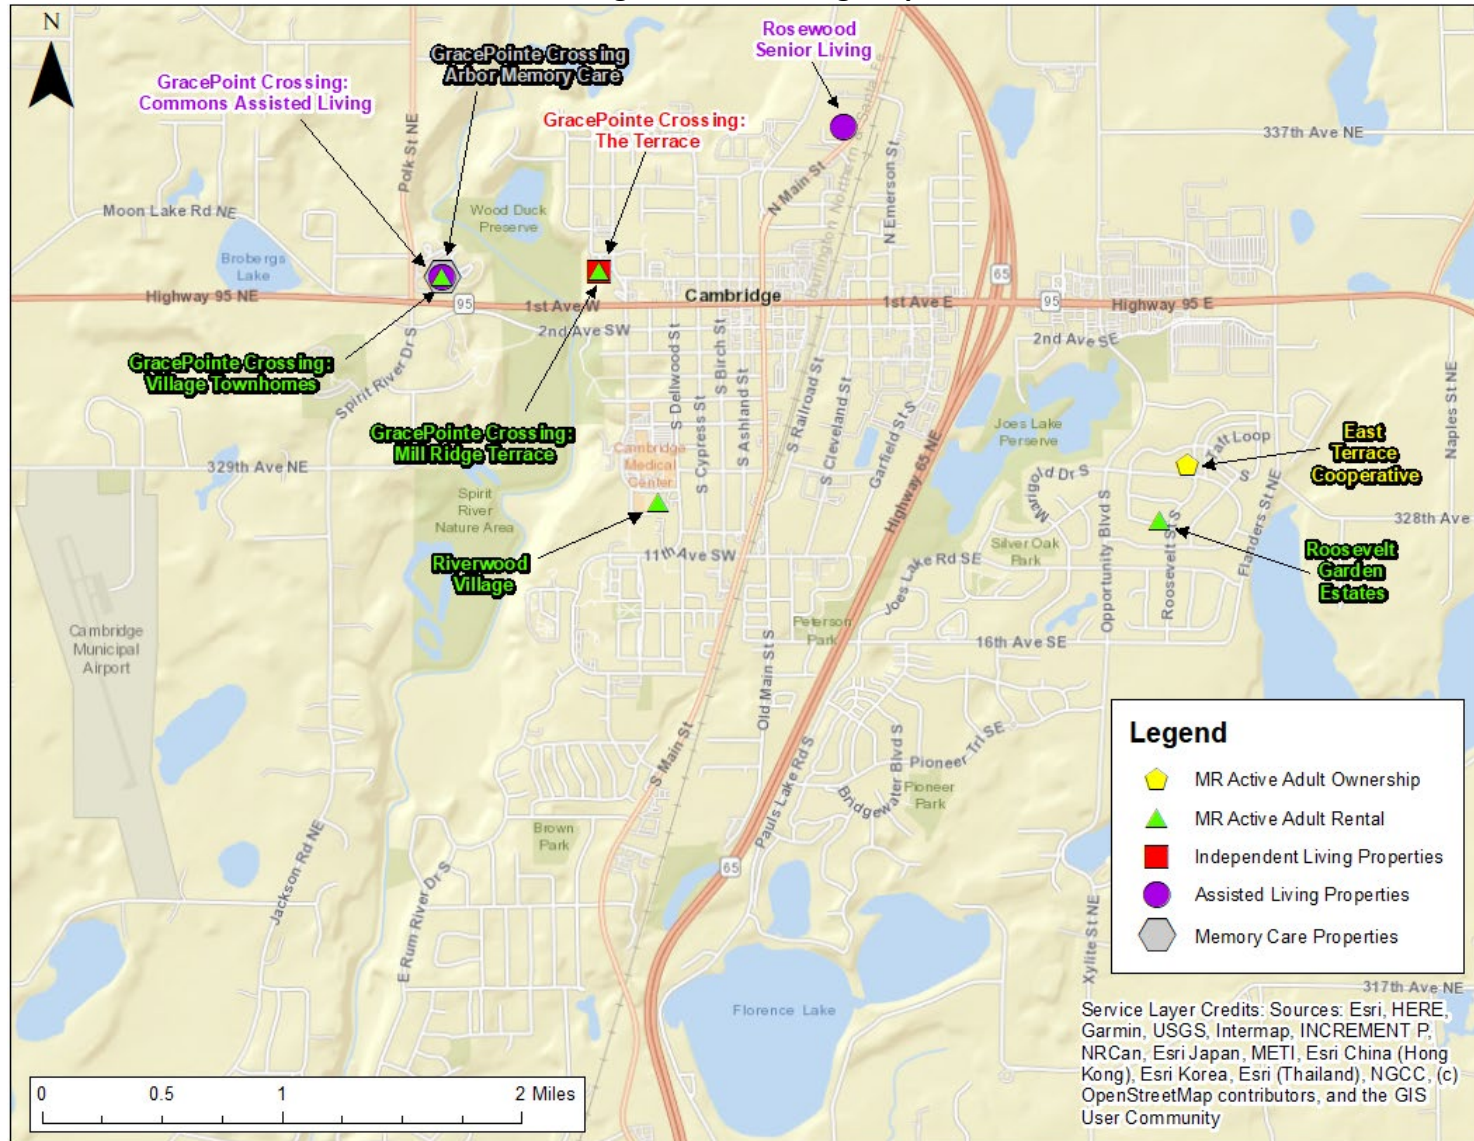 N
Rosewood
Senior Living
GracePointe Crossing
Arbor Memory Care
GracePoint Crossing:
Commons Assisted Living
GracePointe Crossing:
The Terrace
337th Ave NE
Polk St NE
N Main St
Burlington Northern Santa Fe
N Emerson St
Moon Lake Rd NE
Wood Duck
Preserve
Brobergs
Lake
65
Highway 95 NE
95
1st Ave W
Cambridge
1st Ave E
95
Highway 95 E
2nd Ave SW
2nd Ave SE
GracePointe Crossing:
Village Townhomes
Spirit River Dr S
S Dellwood St
S Birch St
S Ashland St
S Cypress St
S Railroad St
S Cleveland St
Garfield St S
Naples St NE
GracePointe Crossing:
Mill Ridge Terrace
Cambridge
Medical
Center
Joes Lake
Perserve
Taft Loop
S
East
Terrace
Cooperative
329th Ave NE
Marigold Dr S
Highway 65 NE
Spirit
River
Nature Area
Opportunity Blvd S
Roosevelt St S
Flanders St NE
328th Ave
Riverwood
Village
11th Ave SW
Joes Lake Rd SE
Silver Oak
Park
Roosevelt
Garden
Estates
Cambridge
Municipal
Airport
Peterson
Park
16th Ave SE
Old Main St S
S Main St
Pauls Lake Rd S
Bridgewater Blvd S
Pioneer Trl SE
Pioneer
Park
Brown
Park
Jackson Rd NE
E Rum River Dr S
65
Xylite St NE
Florence Lake
317th Ave NE
Legend
MR Active Adult Ownership
MR Active Adult Rental
Independent Living Properties
Assisted Living Properties
Memory Care Properties
Service Layer Credits: Sources: Esri, HERE,
Garmin, USGS, Intermap, INCREMENT P,
NRCan, Esri Japan, METI, Esri China (Hong
Kong), Esri Korea, Esri (Thailand), NGCC, (c)
OpenStreetMap contributors, and the GIS
User Community
0 0.5 1 2 Miles